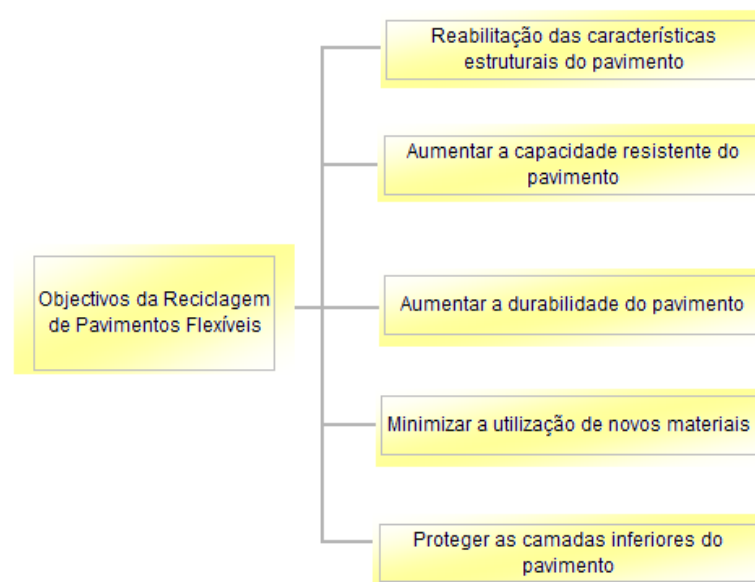 Objectivos da Reciclagem
de Pavimentos Flexíveis
Reabilitação das características
estruturais do pavimento
Aumentar a capacidade resistente do
pavimento
Aumentar a durabilidade do pavimento
Minimizar a utilização de novos materiais
Proteger as camadas inferiores do
pavimento